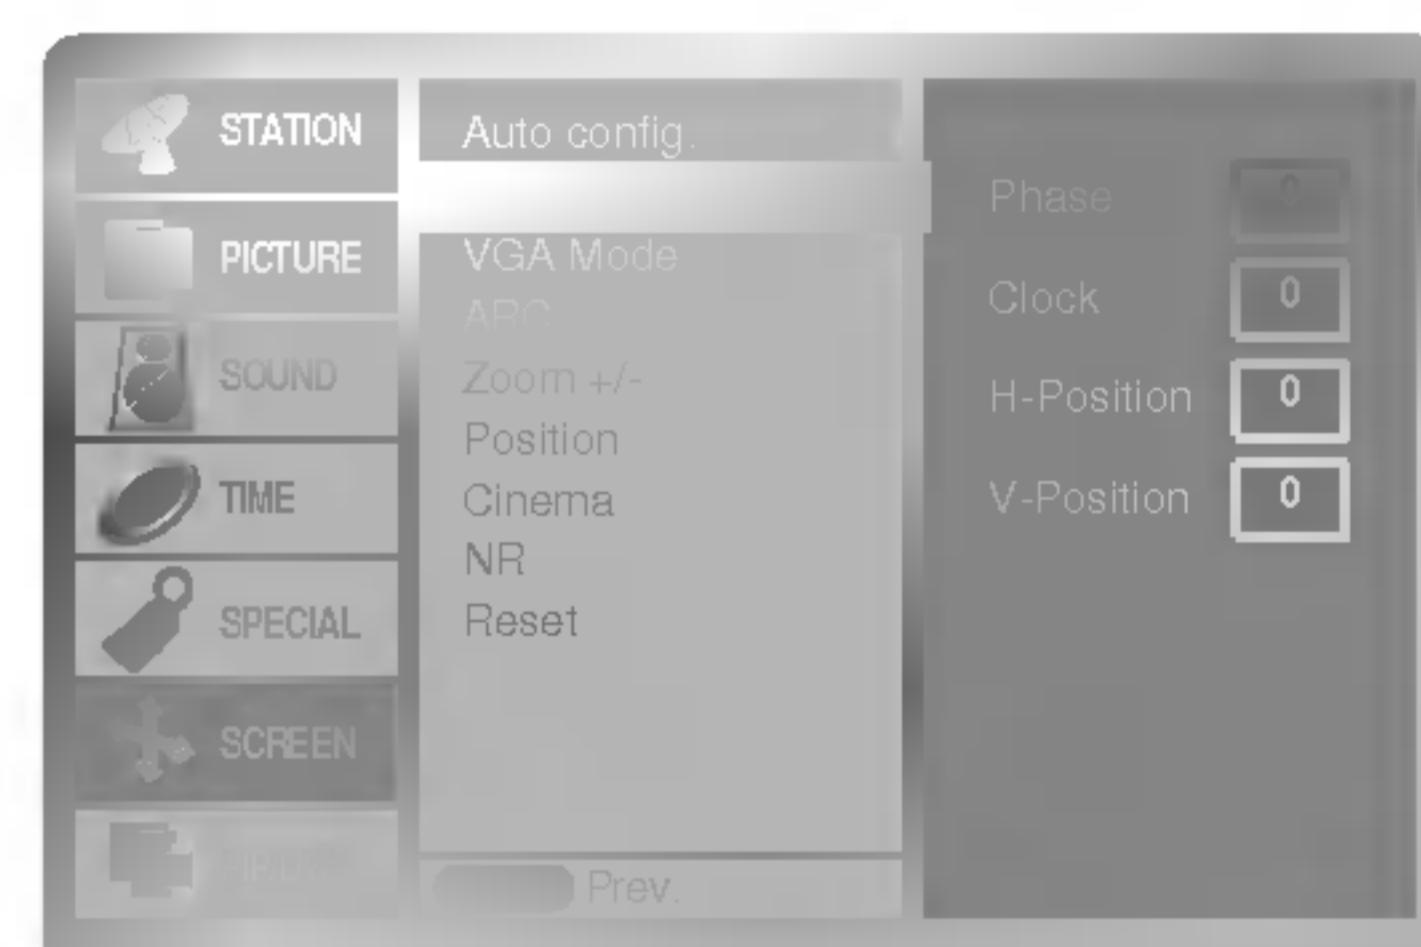 STATION
PICTURE
SOUND
TIME
SPECIAL
SCREEN
Auto config.
VGA Mode
ARC
Zoom +/-
Position
Cinema
NR
Reset
Prev.
Phase 0
Clock 0
H-Position 0
V-Position 0